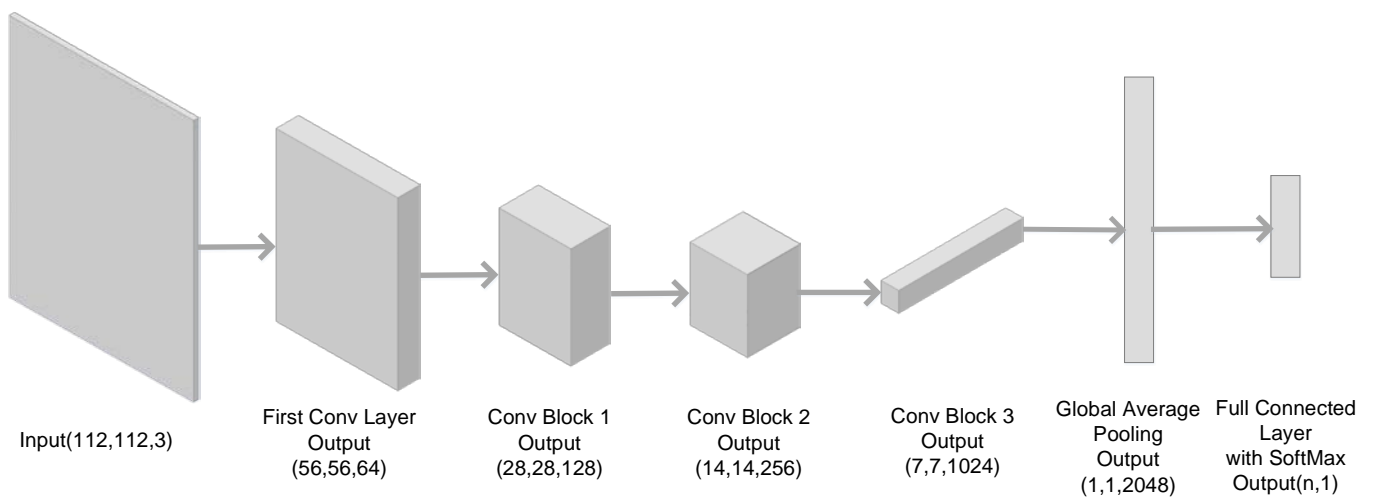 Input(112,112,3)
First Conv Layer
Output
(56,56,64)
Conv Block 1
Output
(28,28,128)
Conv Block 2
Output
(14,14,256)
Conv Block 3
Output
(7,7,1024)
Global Average
Pooling
Output
(1,1,2048)
Full Connected
Layer
with SoftMax
Output(n,1)